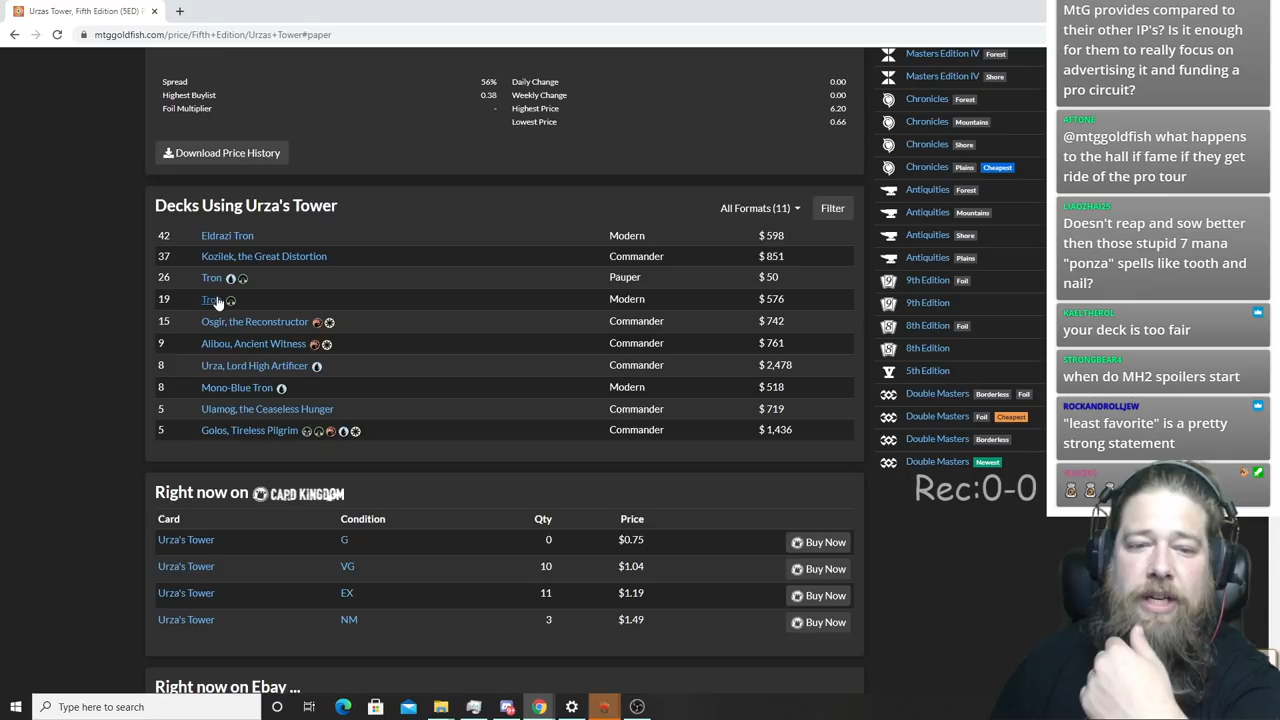 Urzas Tower, Fifth Edition (5ED)
mtggoldfish.com/price/Fifth+Edition/Urzas+Tower#paper
Spread 56%
Highest Buylist 0.38
Foil Multiplier -
Daily Change 0.00
Weekly Change 0.00
Highest Price 6.20
Lowest Price 0.66
Download Price History
Decks Using Urza's Tower
All Formats (11)
Filter
42 Eldrazi Tron Modern $ 598
37 Kozilek, the Great Distortion Commander $ 851
26 Tron Pauper $ 50
19 Tron Modern $ 576
15 Osgir, the Reconstructor Commander $ 742
9 Alibou, Ancient Witness Commander $ 761
8 Urza, Lord High Artificer Commander $ 2,478
8 Mono-Blue Tron Modern $ 518
5 Ulamog, the Ceaseless Hunger Commander $ 719
5 Golos, Tireless Pilgrim Commander $ 1,436
Right now on CARD KINGDOM
Card Condition Qty Price
Urza's Tower G 0 $0.75 Buy Now
Urza's Tower VG 10 $1.04 Buy Now
Urza's Tower EX 11 $1.19 Buy Now
Urza's Tower NM 3 $1.49 Buy Now
Right now on Ebay ...
Masters Edition IV Forest
Masters Edition IV Shore
Chronicles Forest
Chronicles Mountains
Chronicles Shore
Chronicles Plains Cheapest
Antiquities Forest
Antiquities Mountains
Antiquities Shore
Antiquities Plains
9th Edition Foil
9th Edition
8th Edition Foil
8th Edition
5th Edition
Double Masters Borderless Foil
Double Masters Foil Cheapest
Double Masters Borderless
Double Masters Newest
Rec:0-0
MtG provides compared to
their other IP's? Is it enough
for them to really focus on
advertising it and funding a
pro circuit?
AFTONE
@mtggoldfish what happens
to the hall if fame if they get
ride of the pro tour
LIAOZHAI25
Doesn't reap and sow better
then those stupid 7 mana
"ponza" spells like tooth and
nail?
KAELTHEROL
your deck is too fair
STRONGBEAR4
when do MH2 spoilers start
ROCKANDROLLJEW
"least favorite" is a pretty
strong statement
Type here to search